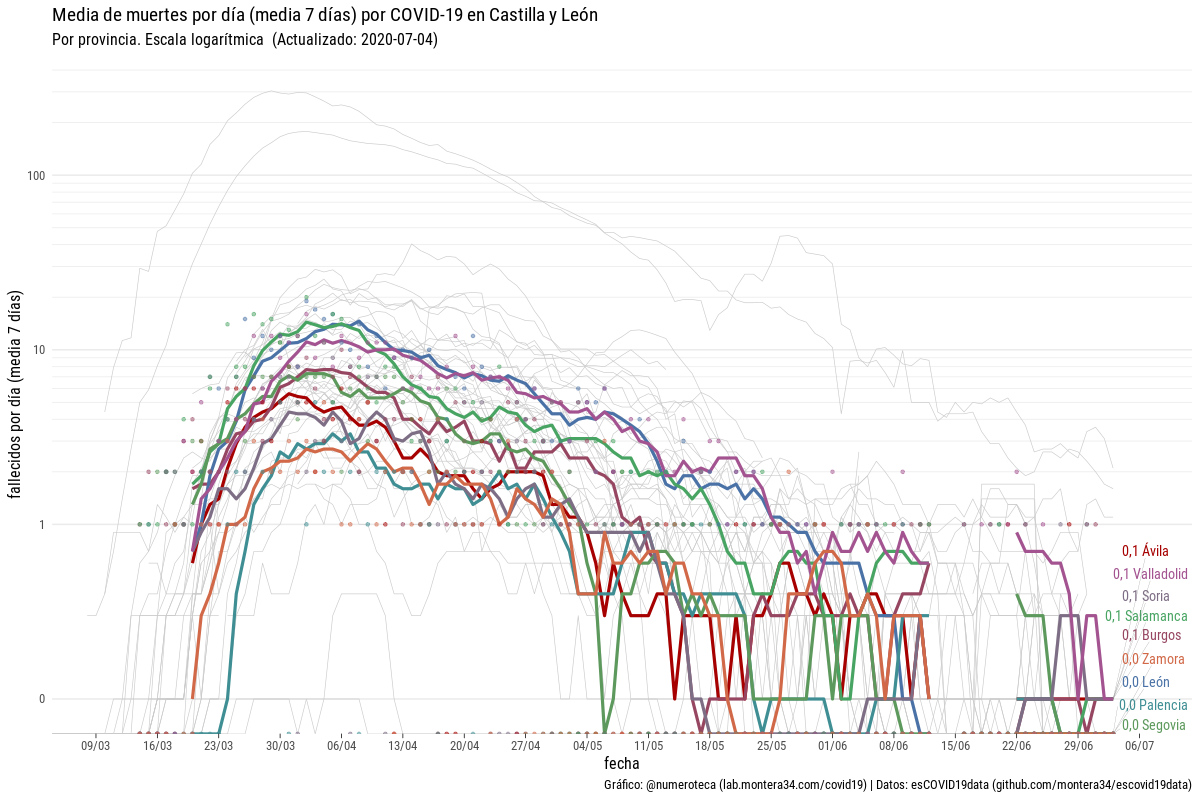 Media de muertes por día (media 7 días) por COVID-19 en Castilla y León
Por provincia. Escala logarítmica (Actualizado: 2020-07-04)
fallecidos por día (media 7 días)
100
10
1
0
0,1 Ávila
0,1 Valladolid
0,1 Soria
0,1 Salamanca
0,1 Burgos
0,0 Zamora
0,0 León
0,0 Palencia
0,0 Segovia
09/03 16/03 23/03 30/03 06/04 13/04 20/04 27/04 04/05 11/05 18/05 25/05 01/06 08/06 15/06 22/06 29/06 06/07
fecha
Gráfico: @numeroteca (lab.montera34.com/covid19) | Datos: esCOVID19data (github.com/montera34/escovid19data)